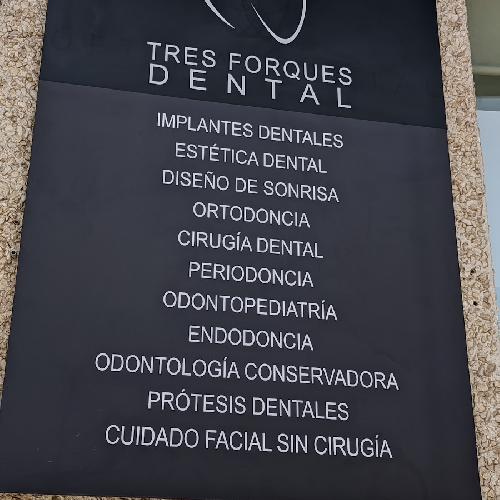 TRES FORQUES
DENTAL
IMPLANTES DENTALES
ESTÉTICA DENTAL
DISEÑO DE SONRISA
ORTODONCIA
CIRUGÍA DENTAL
PERIODONCIA
ODONTOPEDIATRÍA
ENDODONCIA
ODONTOLOGÍA CONSERVADORA
PRÓTESIS DENTALES
CUIDADO FACIAL SIN CIRUGÍA